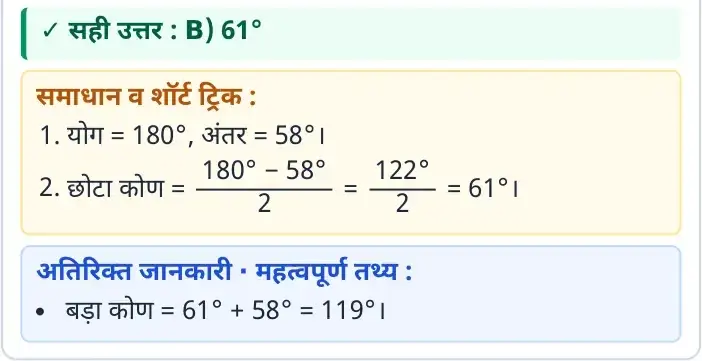 ✓ सही उत्तर : B) 61°
समाधान व शॉर्ट ट्रिक :
1. योग = 180°, अंतर = 58°।
2. छोटा कोण = (180° − 58°)/2 = 122°/2 = 61°।
अतिरिक्त जानकारी · महत्वपूर्ण तथ्य :
• बड़ा कोण = 61° + 58° = 119°।